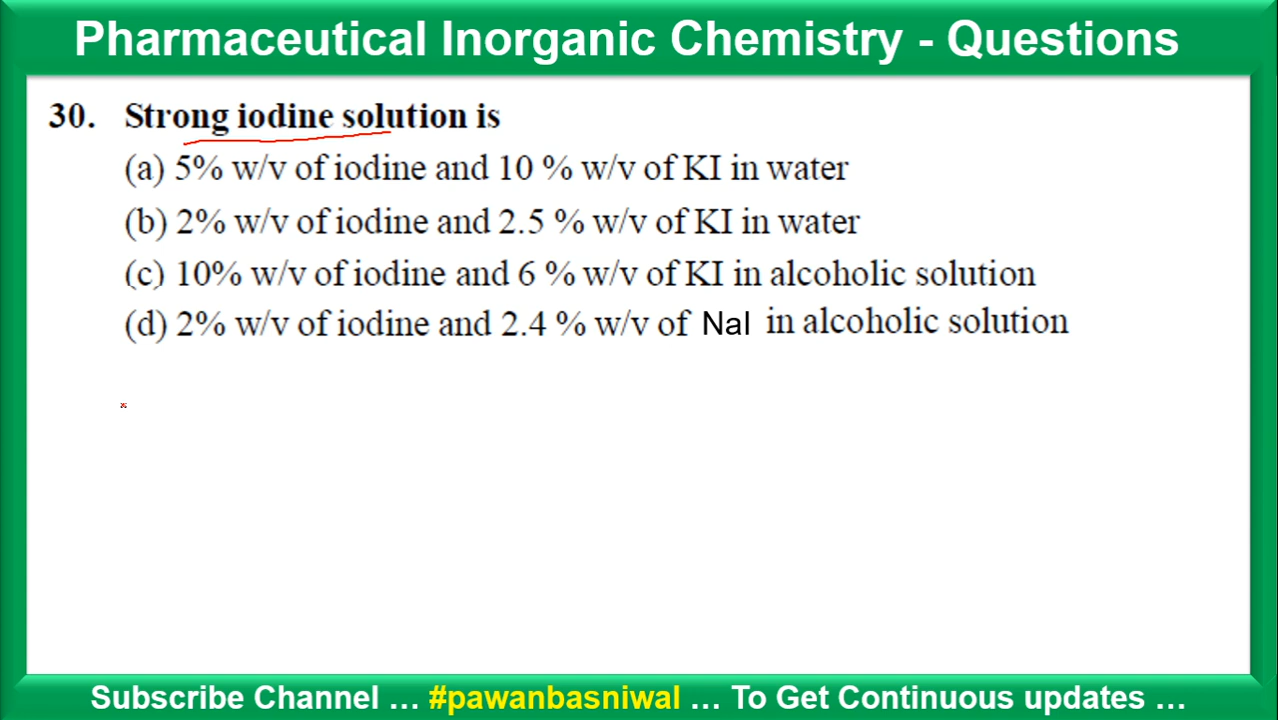 Pharmaceutical Inorganic Chemistry - Questions
30. Strong iodine solution is
(a) 5% w/v of iodine and 10 % w/v of KI in water
(b) 2% w/v of iodine and 2.5 % w/v of KI in water
(c) 10% w/v of iodine and 6 % w/v of KI in alcoholic solution
(d) 2% w/v of iodine and 2.4 % w/v of NaI in alcoholic solution
Subscribe Channel ... #pawanbasniwal ... To Get Continuous updates ...